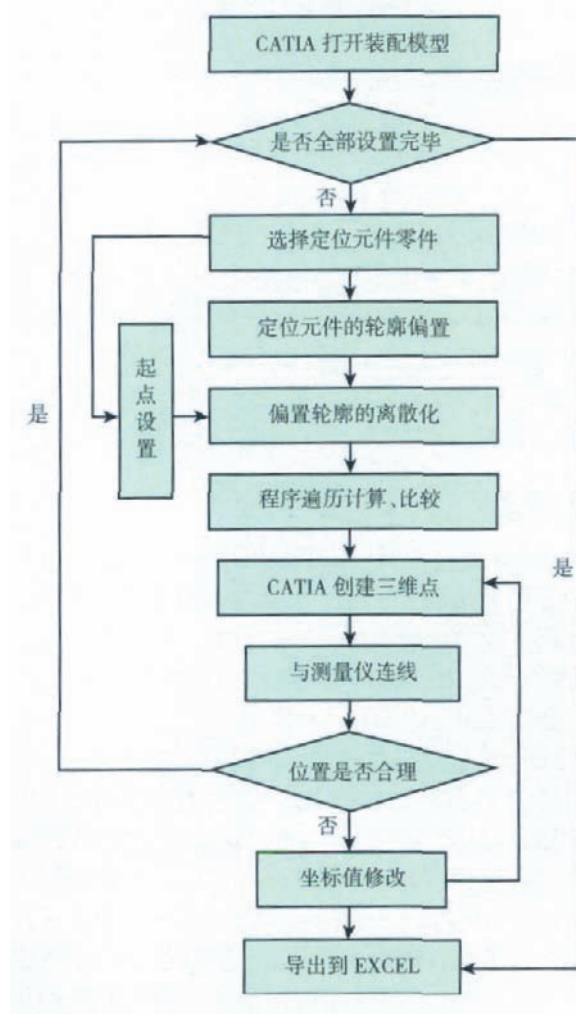 CATIA 打开装配模型
是否全部设置完毕
否
选择定位元件零件
定位元件的轮廓偏置
起点设置
偏置轮廓的离散化
是
程序遍历计算、比较
CATIA 创建三维点
是
与测量仪连线
位置是否合理
否
坐标值修改
导出到 EXCEL